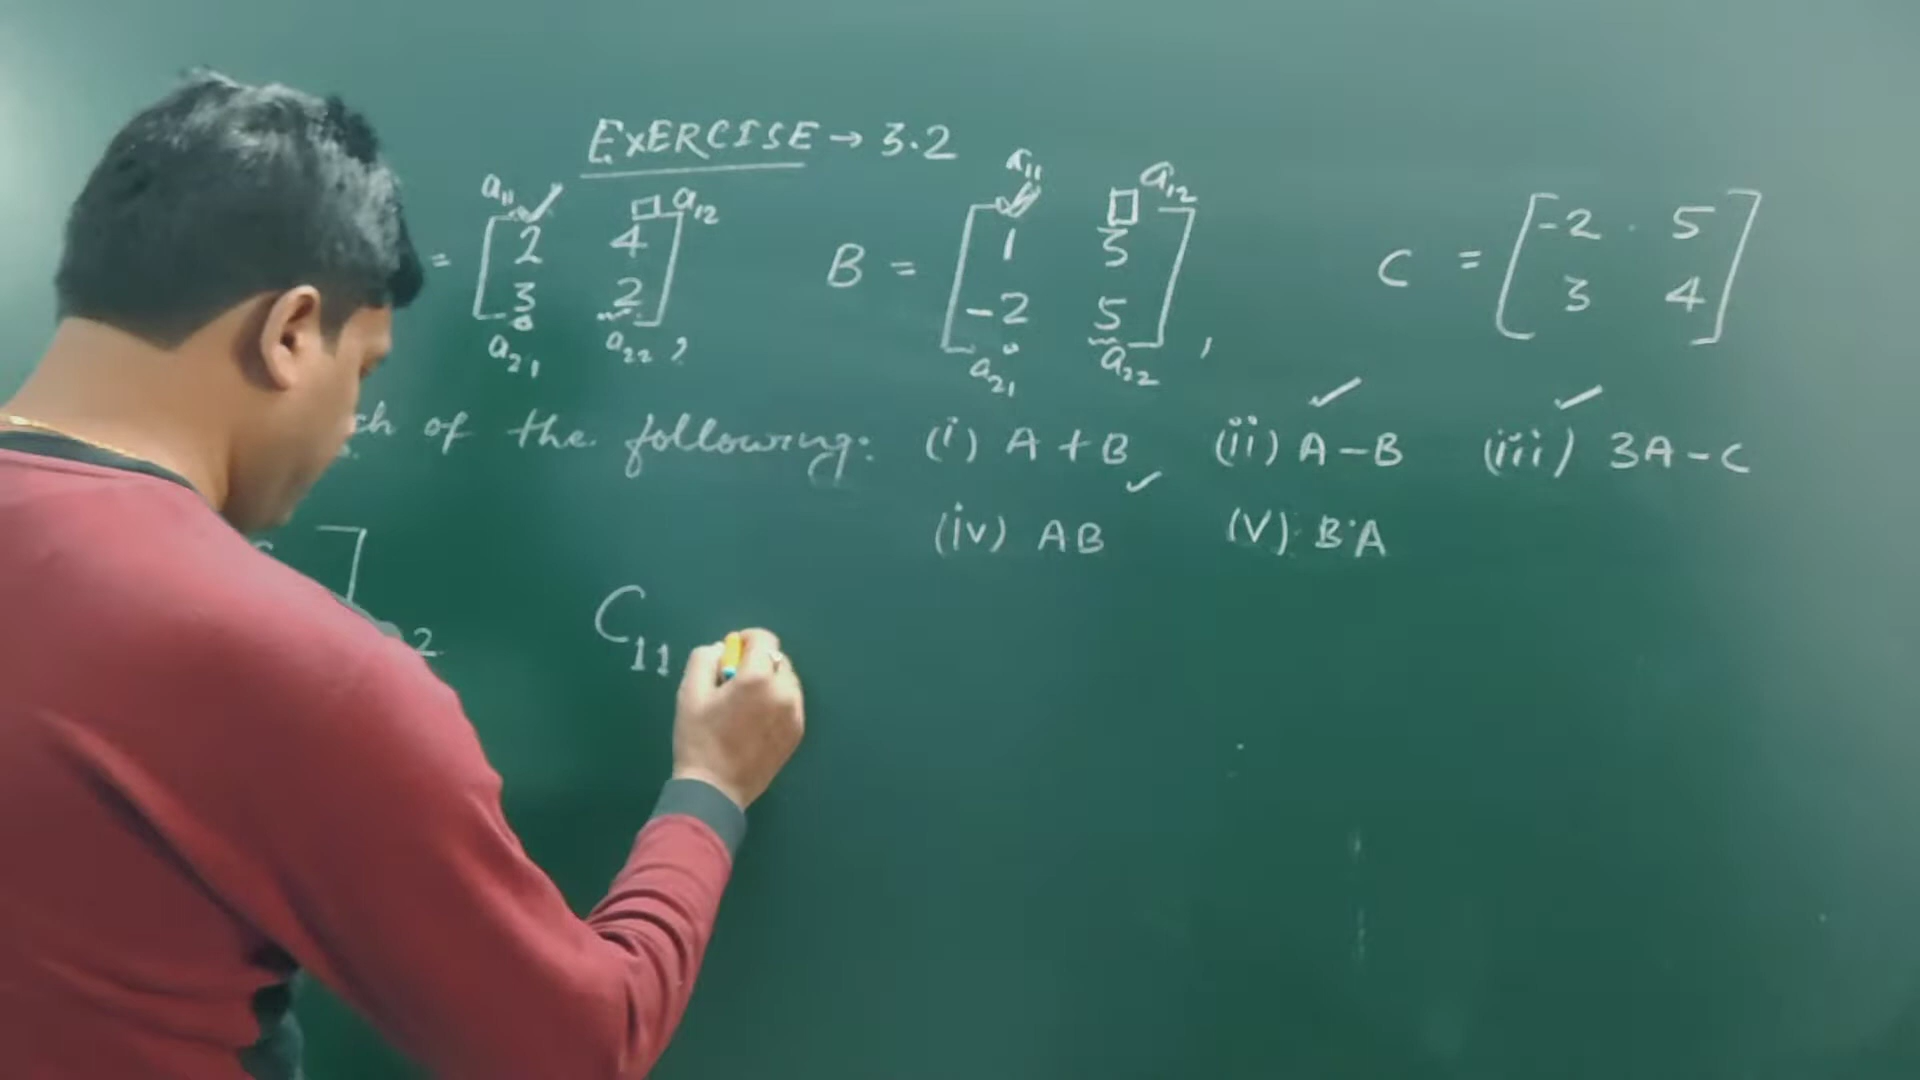 EXERCISE → 3.2
= [ 2 4 3 2 ] , B = [ 1 3 -2 5 ] , C = [ -2 5 3 4 ]
a11 a12 a11 a12
a21 a22 a21 a22
of the following: (i) A + B (ii) A - B (iii) 3A - C
(iv) AB (V) BA
2
C11